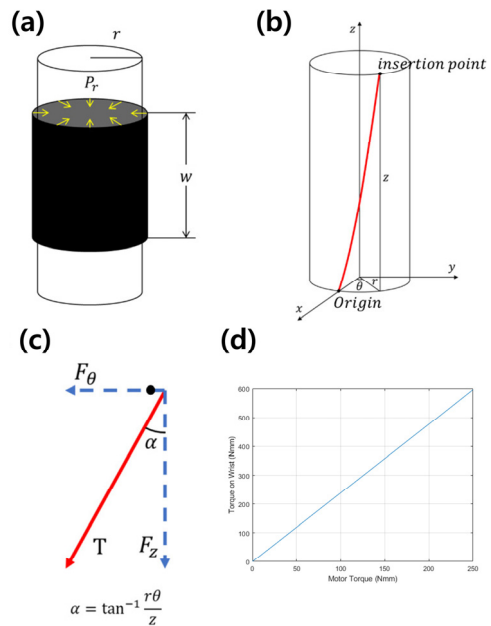 (a)
r
P_r
w
(b)
z
insertion point
z
y
θ
r
x
Origin
(c)
F_θ
α
T
F_z
α = tan⁻¹ rθ/z
(d)
Torque on Wrist (Nmm)
600
500
400
300
200
100
0
0 50 100 150 200 250
Motor Torque (Nmm)